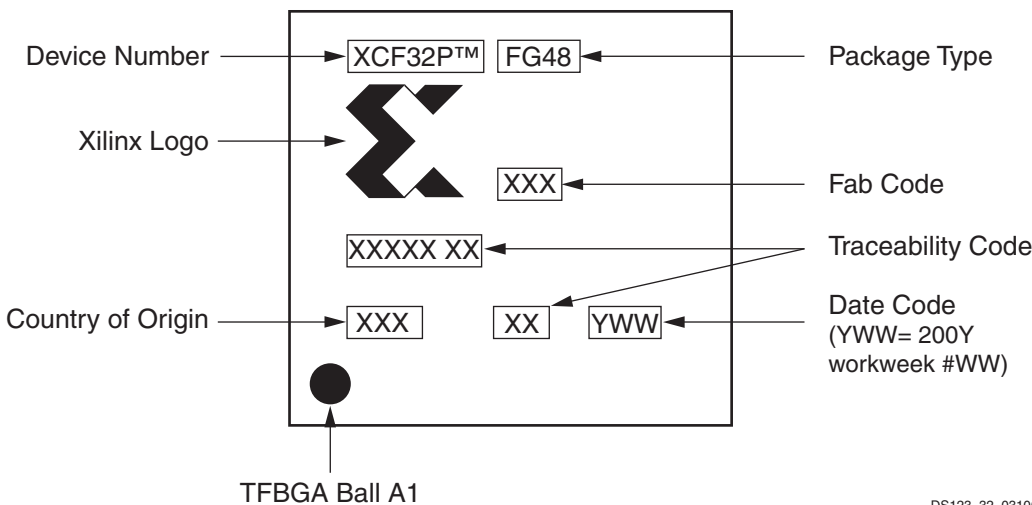 Device Number
XCF32P™
FG48
Package Type
Xilinx Logo
XXX
Fab Code
XXXXX XX
Traceability Code
Country of Origin
XXX
XX
YWW
Date Code
(YWW= 200Y
workweek #WW)
TFBGA Ball A1